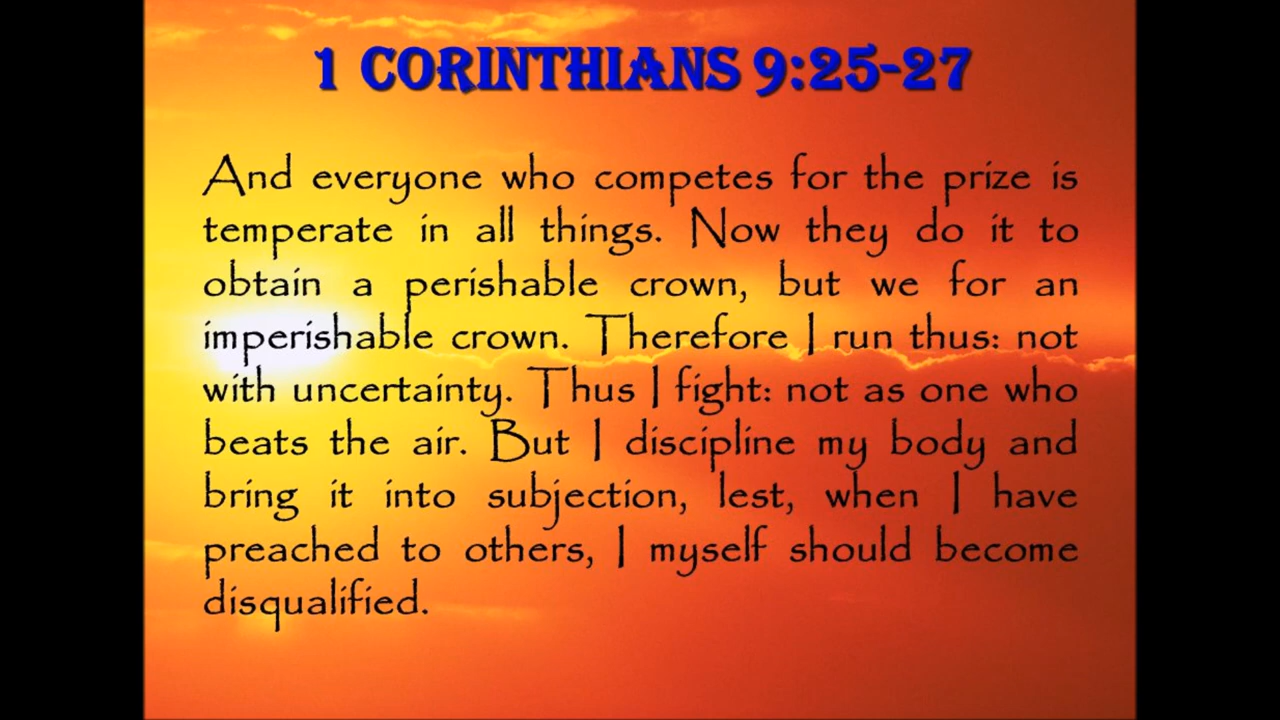 1 CORINTHIANS 9:25-27
And everyone who competes for the prize is
temperate in all things. Now they do it to
obtain a perishable crown, but we for an
imperishable crown. Therefore I run thus: not
with uncertainty. Thus I fight: not as one who
beats the air. But I discipline my body and
bring it into subjection, lest, when I have
preached to others, I myself should become
disqualified.